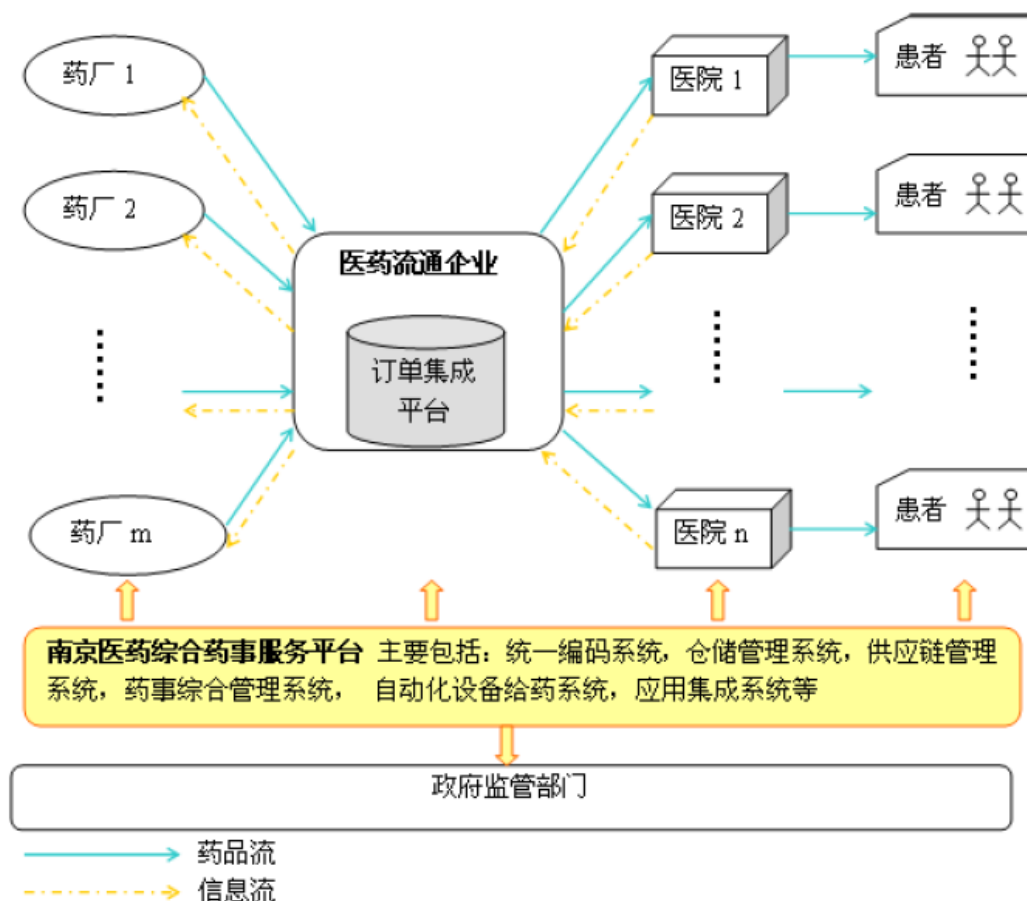 药厂 1
医院 1
患者
药厂 2
医院 2
患者
医药流通企业
订单集成
平台
药厂 m
医院 n
患者
南京医药综合药事服务平台 主要包括：统一编码系统，仓储管理系统，供应链管理
系统，药事综合管理系统， 自动化设备给药系统，应用集成系统等
政府监管部门
药品流
信息流